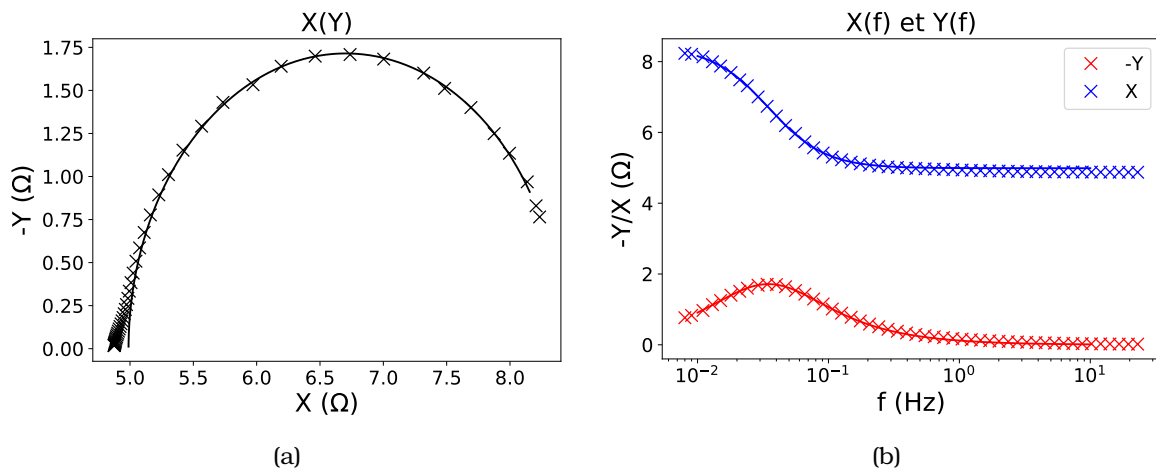 X(Y)
1.75
1.50
1.25
1.00
0.75
0.50
0.25
0.00
-Y (Ω)
5.0 5.5 6.0 6.5 7.0 7.5 8.0
X (Ω)
(a)
X(f) et Y(f)
-Y
X
8
6
4
2
0
-Y/X (Ω)
10⁻² 10⁻¹ 10⁰ 10¹
f (Hz)
(b)